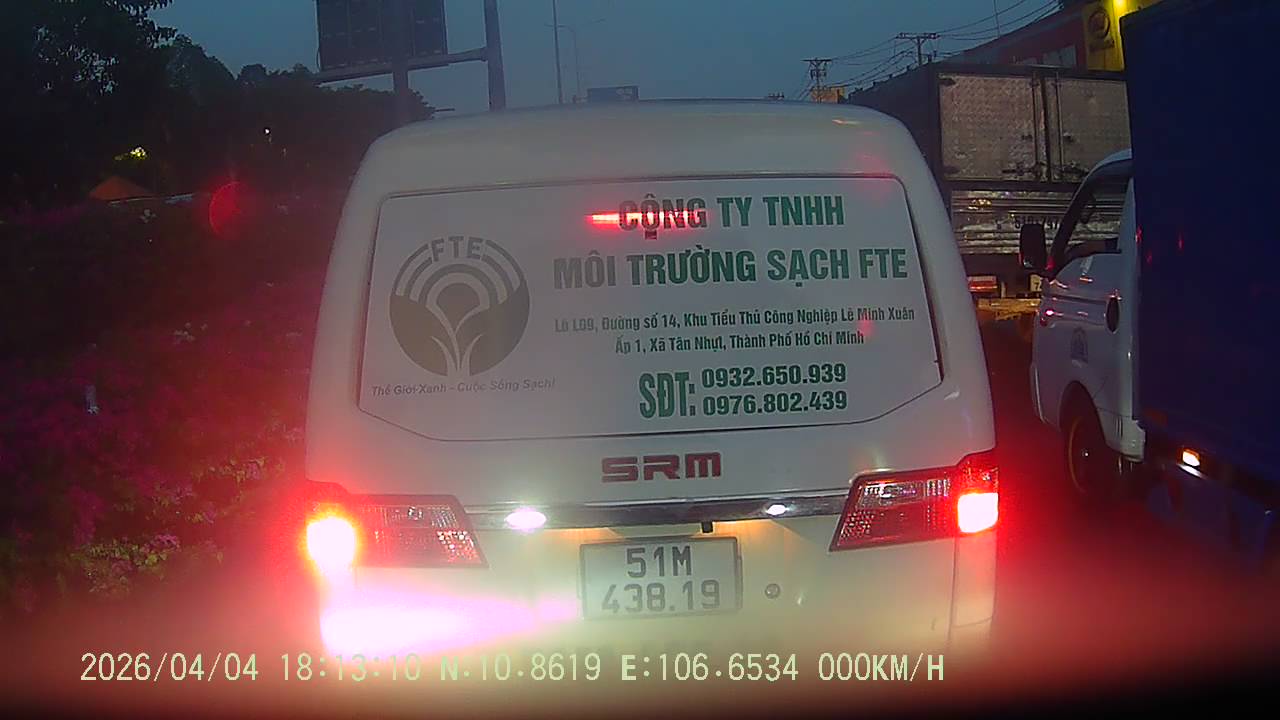 CÔNG TY TNHH
MÔI TRƯỜNG SẠCH FTE
FTE
Lô L09, Đường số 14, Khu Tiểu Thủ Công Nghiệp Lê Minh Xuân
Ấp 1, Xã Tân Nhựt, Thành Phố Hồ Chí Minh
Thế Giới Xanh - Cuộc Sống Sạch!
SĐT: 0932.650.939
0976.802.439
SRM
51M
438.19
2026/04/04 18:13:10 N:10.8619 E:106.6534 000KM/H